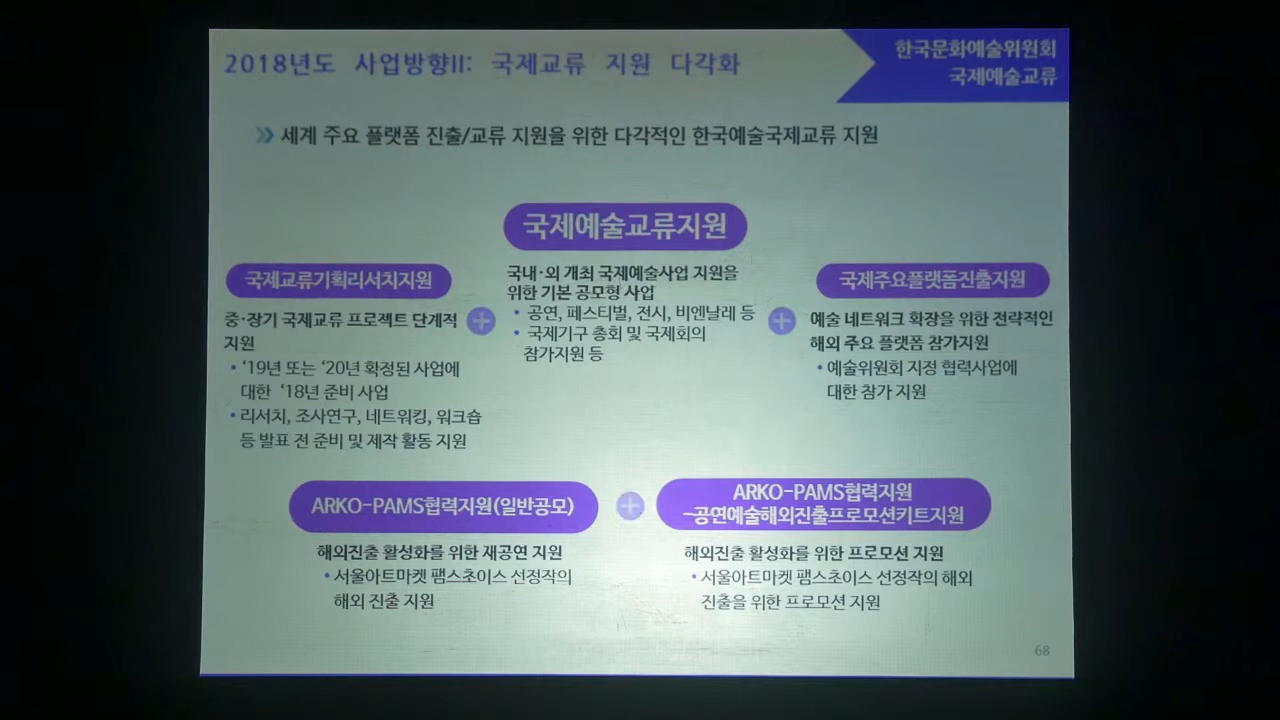 2018년도 사업방향II: 국제교류 지원 다각화
한국문화예술위원회
국제예술교류
세계 주요 플랫폼 진출/교류 지원을 위한 다각적인 한국예술국제교류 지원
국제예술교류지원
국내·외 개최 국제예술사업 지원을
위한 기본 공모형 사업
• 공연, 페스티벌, 전시, 비엔날레 등
• 국제기구 총회 및 국제회의
참가지원 등
국제교류기획리서치지원
중·장기 국제교류 프로젝트 단계적
지원
• ‘19년 또는 ‘20년 확정된 사업에
대한 ‘18년 준비 사업
• 리서치, 조사연구, 네트워킹, 워크숍
등 발표 전 준비 및 제작 활동 지원
국제주요플랫폼진출지원
예술 네트워크 확장을 위한 전략적인
해외 주요 플랫폼 참가지원
• 예술위원회 지정 협력사업에
대한 참가 지원
ARKO-PAMS협력지원(일반공모)
해외진출 활성화를 위한 재공연 지원
• 서울아트마켓 팸스초이스 선정작의
해외 진출 지원
ARKO-PAMS협력지원
-공연예술해외진출프로모션키트지원
해외진출 활성화를 위한 프로모션 지원
• 서울아트마켓 팸스초이스 선정작의 해외
진출을 위한 프로모션 지원
68